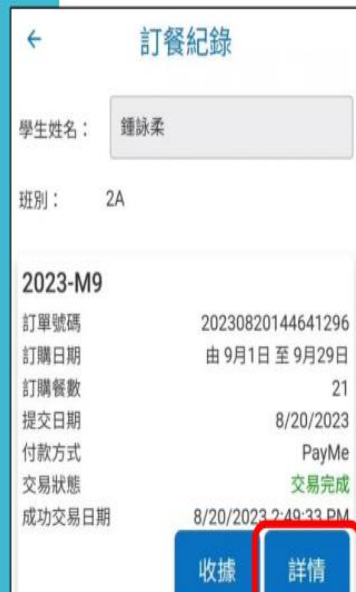 ← 訂餐紀錄
學生姓名： 鍾詠柔
班別： 2A
2023-M9
訂單號碼 20230820144641296
訂購日期 由 9月1日 至 9月29日
訂購餐數 21
提交日期 8/20/2023
付款方式 PayMe
交易狀態 交易完成
成功交易日期 8/20/2023 2:49:33 PM
收據 詳情